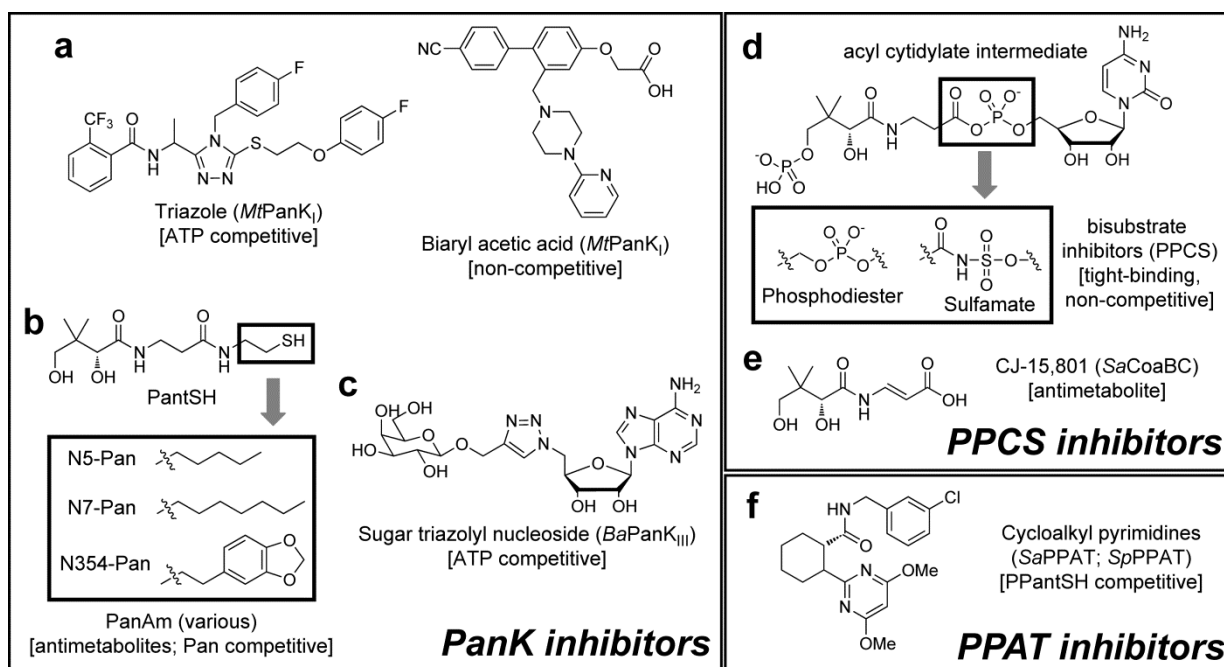 a
F
CF3
O
N
H
N
N N
S
O
F
Triazole (MtPanKI)
[ATP competitive]
NC
O
O
OH
N
N
N
Biaryl acetic acid (MtPanKI)
[non-competitive]
b
O
O
SH
N
H
N
H
OH
OH
PantSH
N5-Pan
N7-Pan
N354-Pan
O
O
PanAm (various)
[antimetabolites; Pan competitive]
c
NH2
OH
OH
O
HO
OH
O
N
N
N
N
N
N
N
O
OH
OH
Sugar triazolyl nucleoside (BaPanKIII)
[ATP competitive]
PanK inhibitors
d
acyl cytidylate intermediate
NH2
N
N
O
O
O
O
O-
P
O
O
O
N
H
OH
O
-O
P
O
HO
OH OH
bisubstrate
inhibitors (PPCS)
[tight-binding,
non-competitive]
O
O-
P
O
O
Phosphodiester
O
N
H
S
O
O
O
Sulfamate
e
O
O
N
H
OH
OH
OH
CJ-15,801 (SaCoaBC)
[antimetabolite]
PPCS inhibitors
f
Cl
HN
O
N
N
OMe
OMe
Cycloalkyl pyrimidines
(SaPPAT; SpPPAT)
[PPantSH competitive]
PPAT inhibitors